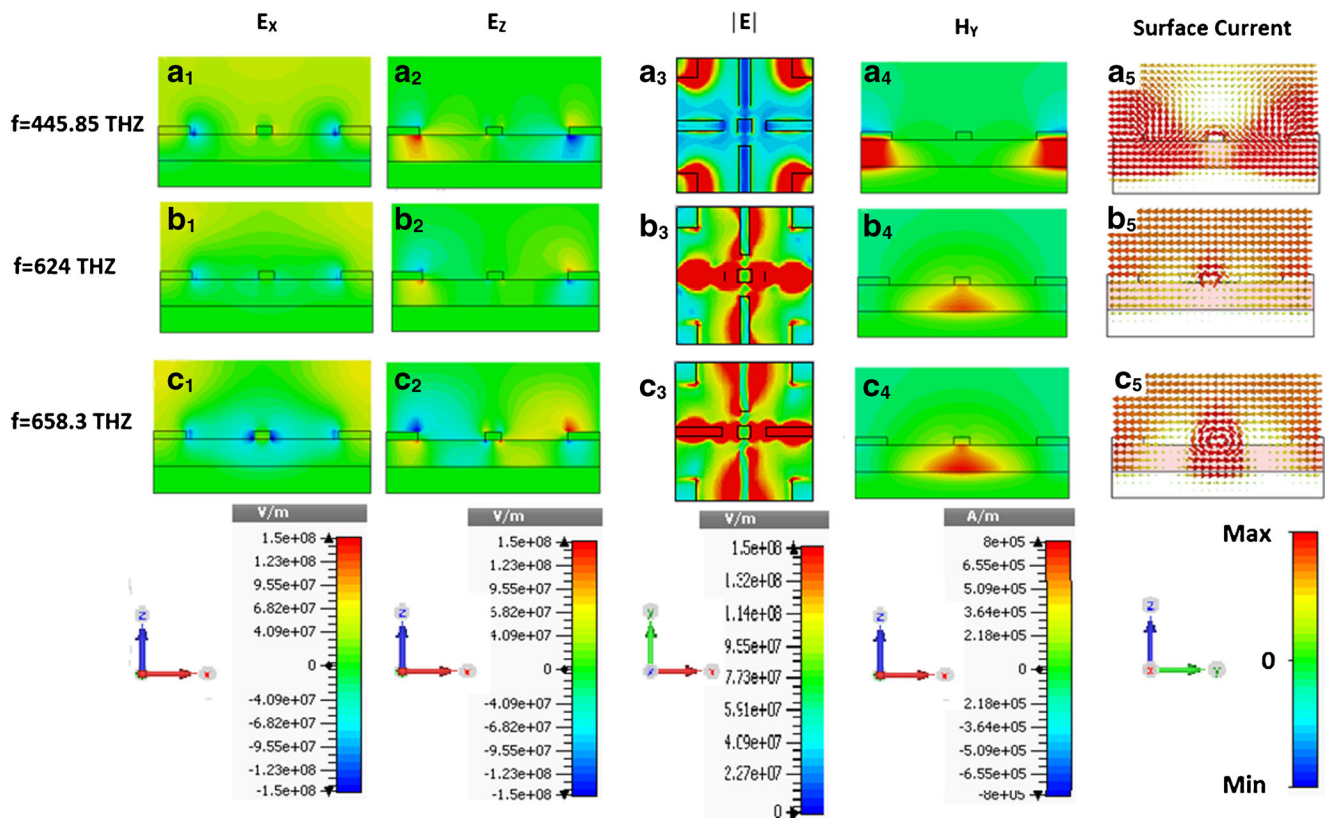 Ex Ez |E| HY Surface Current
f=445.85 THZ
a1 a2 a3 a4 a5
f=624 THZ
b1 b2 b3 b4 b5
f=658.3 THZ
c1 c2 c3 c4 c5
V/m
1.5e+08
1.23e+08
9.55e+07
6.82e+07
4.09e+07
0
-4.09e+07
-6.82e+07
-9.55e+07
-1.23e+08
-1.5e+08
z
x
V/m
1.5e+08
1.23e+08
9.55e+07
6.82e+07
4.09e+07
0
-4.09e+07
-6.82e+07
-9.55e+07
-1.23e+08
-1.5e+08
z
x
V/m
1.5e+08
1.32e+08
1.14e+08
9.55e+07
7.73e+07
5.91e+07
4.09e+07
2.27e+07
0
y
A/m
8e+05
6.55e+05
5.09e+05
3.64e+05
2.18e+05
0
-2.18e+05
-3.64e+05
-5.09e+05
-6.55e+05
-8e+05
z
x
Max
0
Min
z
x
y